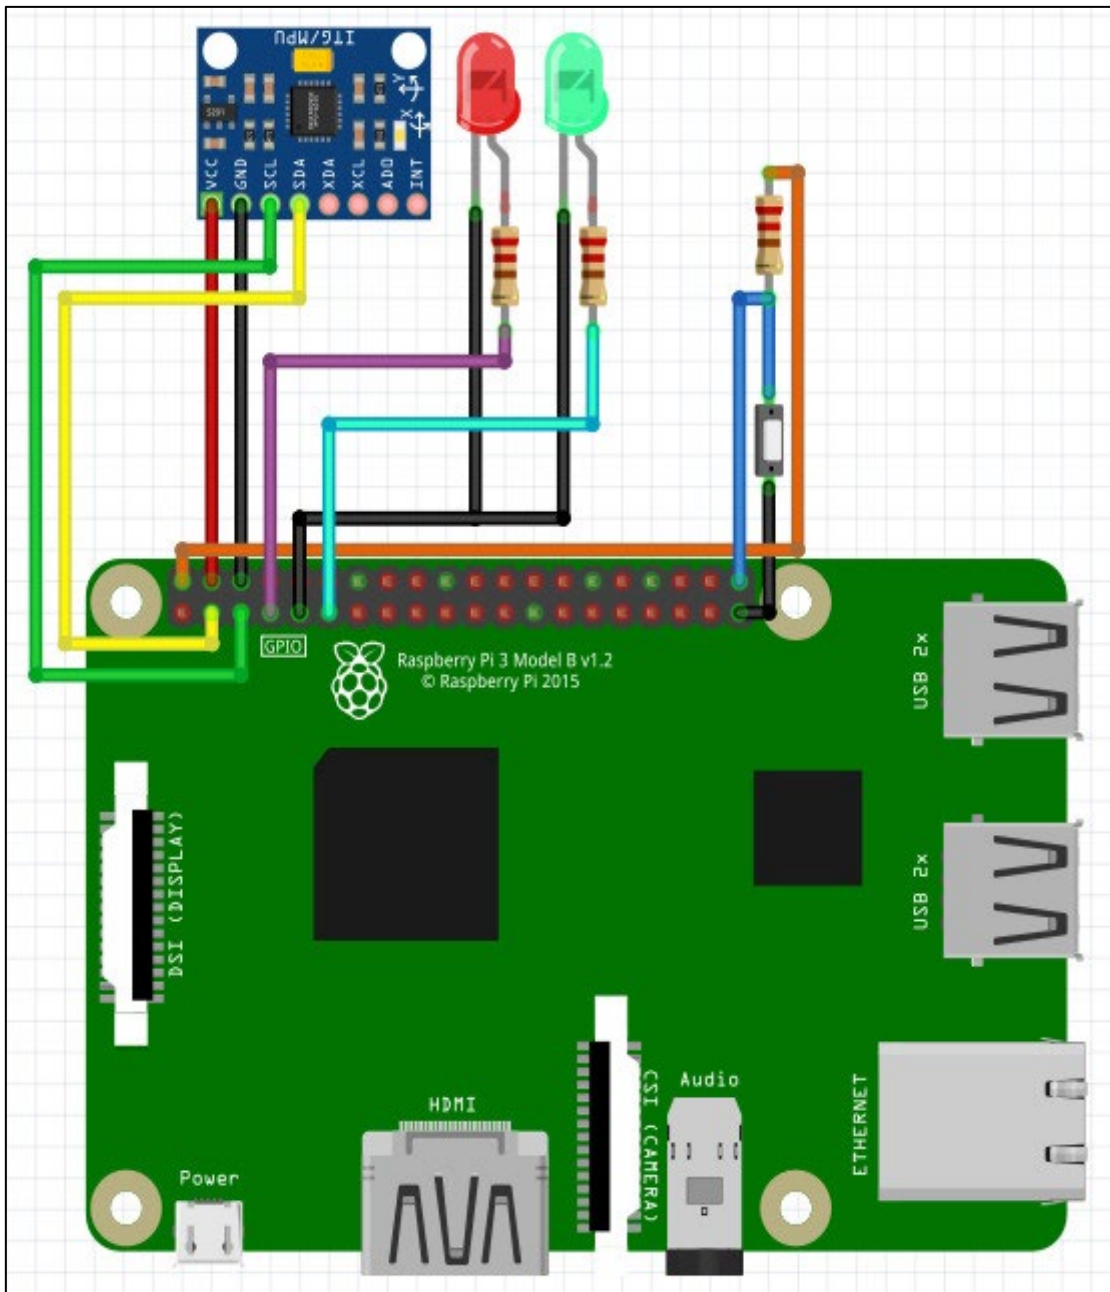 ITG/MPU
Y
X
VCC
GND
SCL
SDA
XDA
XCL
ADO
INT
GPIO
Raspberry Pi 3 Model B v1.2
© Raspberry Pi 2015
USB 2x
DSI (DISPLAY)
USB 2x
CSI (CAMERA)
Audio
HDMI
ETHERNET
Power